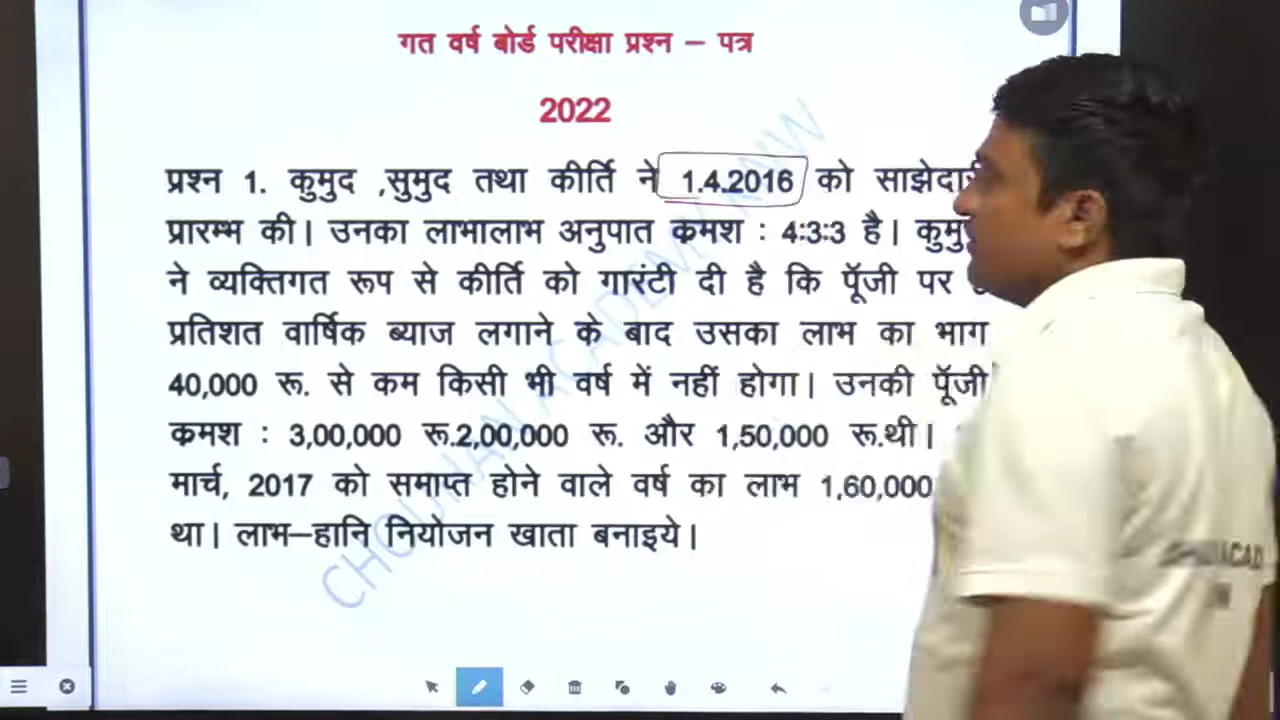 गत वर्ष बोर्ड परीक्षा प्रश्न – पत्र
2022
प्रश्न 1. कुमुद ,सुमुद तथा कीर्ति ने 1.4.2016 को
प्रारम्भ की। उनका लाभालाभ अनुपात कमश : 4:3:3 है।
ने व्यक्तिगत रूप से कीर्ति को गारंटी दी है कि पूॅजी पर
प्रतिशत वार्षिक ब्याज लगाने के बाद उसका लाभ का भाग
40,000 रू. से कम किसी भी वर्ष में नहीं होगा। उनकी पूॅजी
कमश : 3,00,000 रू.2,00,000 रू. और 1,50,000 रू.थी।
मार्च, 2017 को समाप्त होने वाले वर्ष का लाभ 1,60,000
था। लाभ–हानि नियोजन खाता बनाइये।